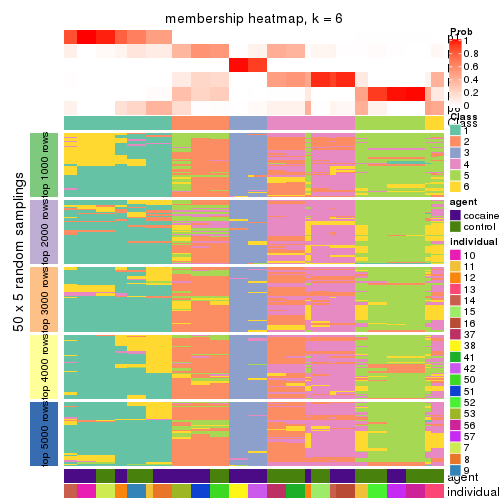 membership heatmap, k = 6
50 x 5 random samplings
top 1000 rows
top 2000 rows
top 3000 rows
top 4000 rows
top 5000 rows
p1
Class
agent
individual
Prob
1
0.8
0.6
0.4
0.2
0
Class
1
2
3
4
5
6
agent
cocaine
control
individual
10
11
12
13
14
15
16
37
38
41
42
50
51
52
53
56
57
7
8
9